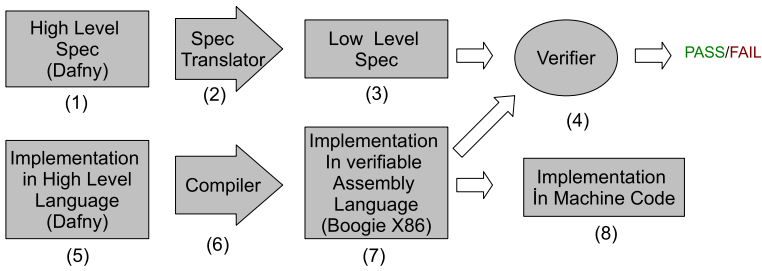 High Level
Spec
(Dafny)
(1)
Spec
Translator
(2)
Low Level
Spec
(3)
Verifier
(4)
PASS/FAIL
Implementation
in High Level
Language
(Dafny)
(5)
Compiler
(6)
Implementation
In verifiable
Assembly
Language
(Boogie X86)
(7)
Implementation
İn Machine Code
(8)